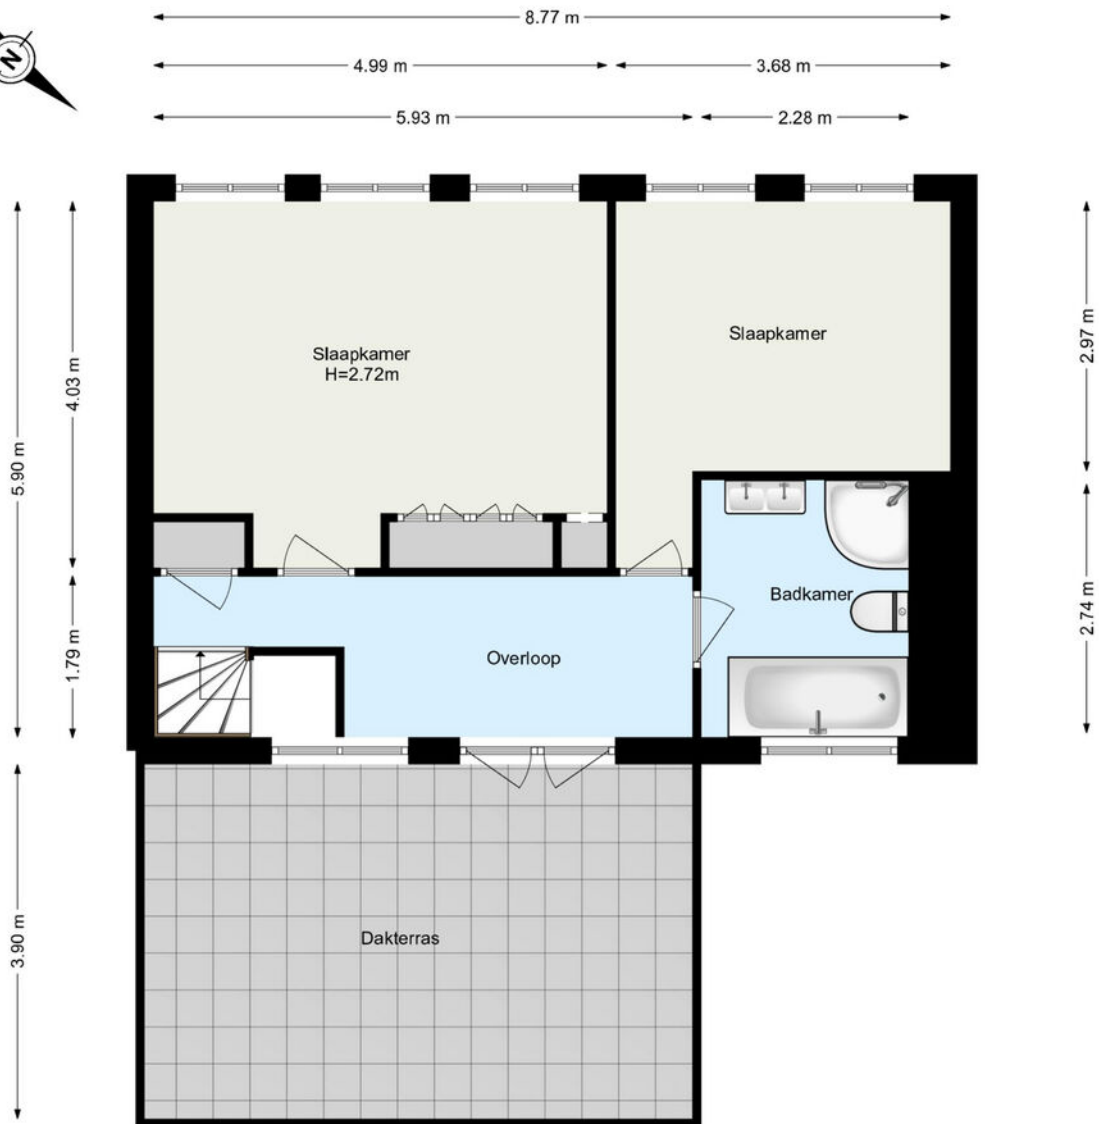 8.77 m
4.99 m
3.68 m
N
5.93 m
2.28 m
Slaapkamer
H=2.72m
Slaapkamer
2.97 m
4.03 m
5.90 m
Badkamer
2.74 m
1.79 m
Overloop
Dakterras
3.90 m